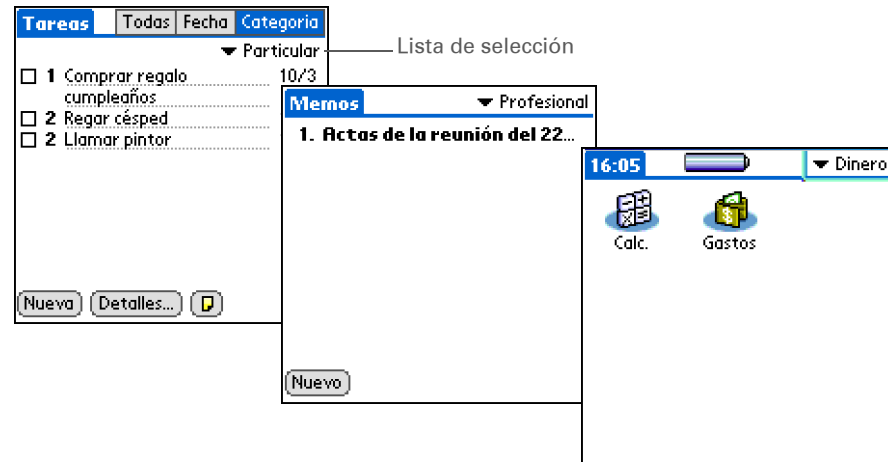 Tareas Todas Fecha Categoria
Particular
Lista de selección
1 Comprar regalo 10/3
cumpleaños
2 Regar césped
2 Llamar pintor
Nueva Detalles...
Memos Profesional
1. Actas de la reunión del 22...
Nuevo
16:05 Dinero
Calc. Gastos